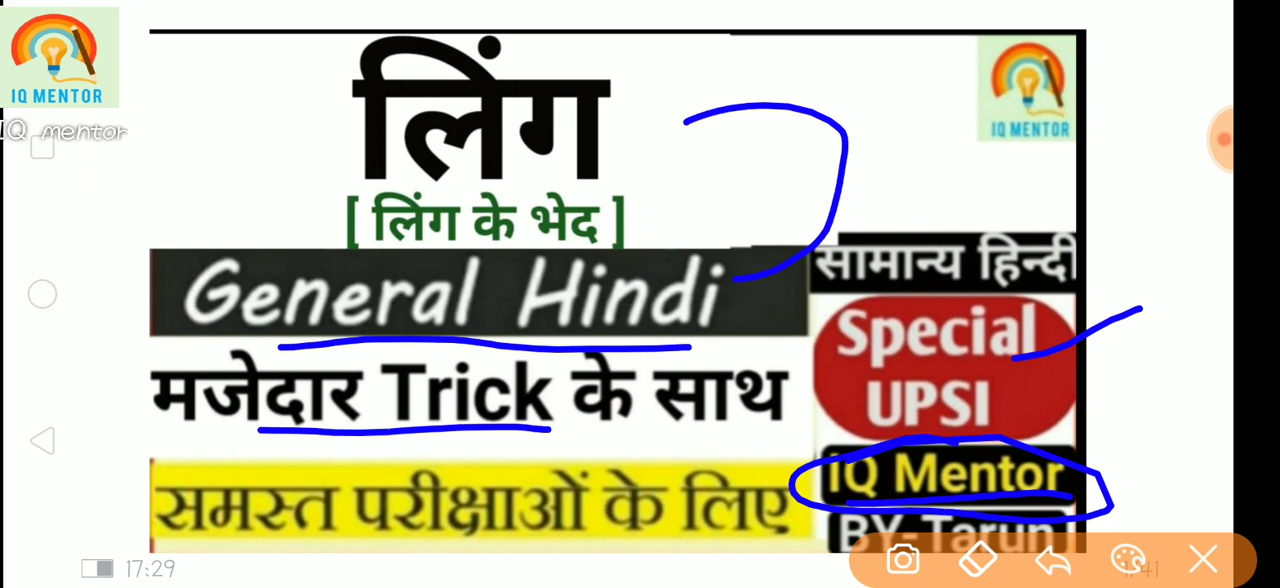 IQ MENTOR
IQ mentor
लिंग
IQ MENTOR
[ लिंग के भेद ]
General Hindi
सामान्य हिन्दी
Special
UPSI
मजेदार Trick के साथ
IQ Mentor
समस्त परीक्षाओं के लिए
BY-Tarun
17:29